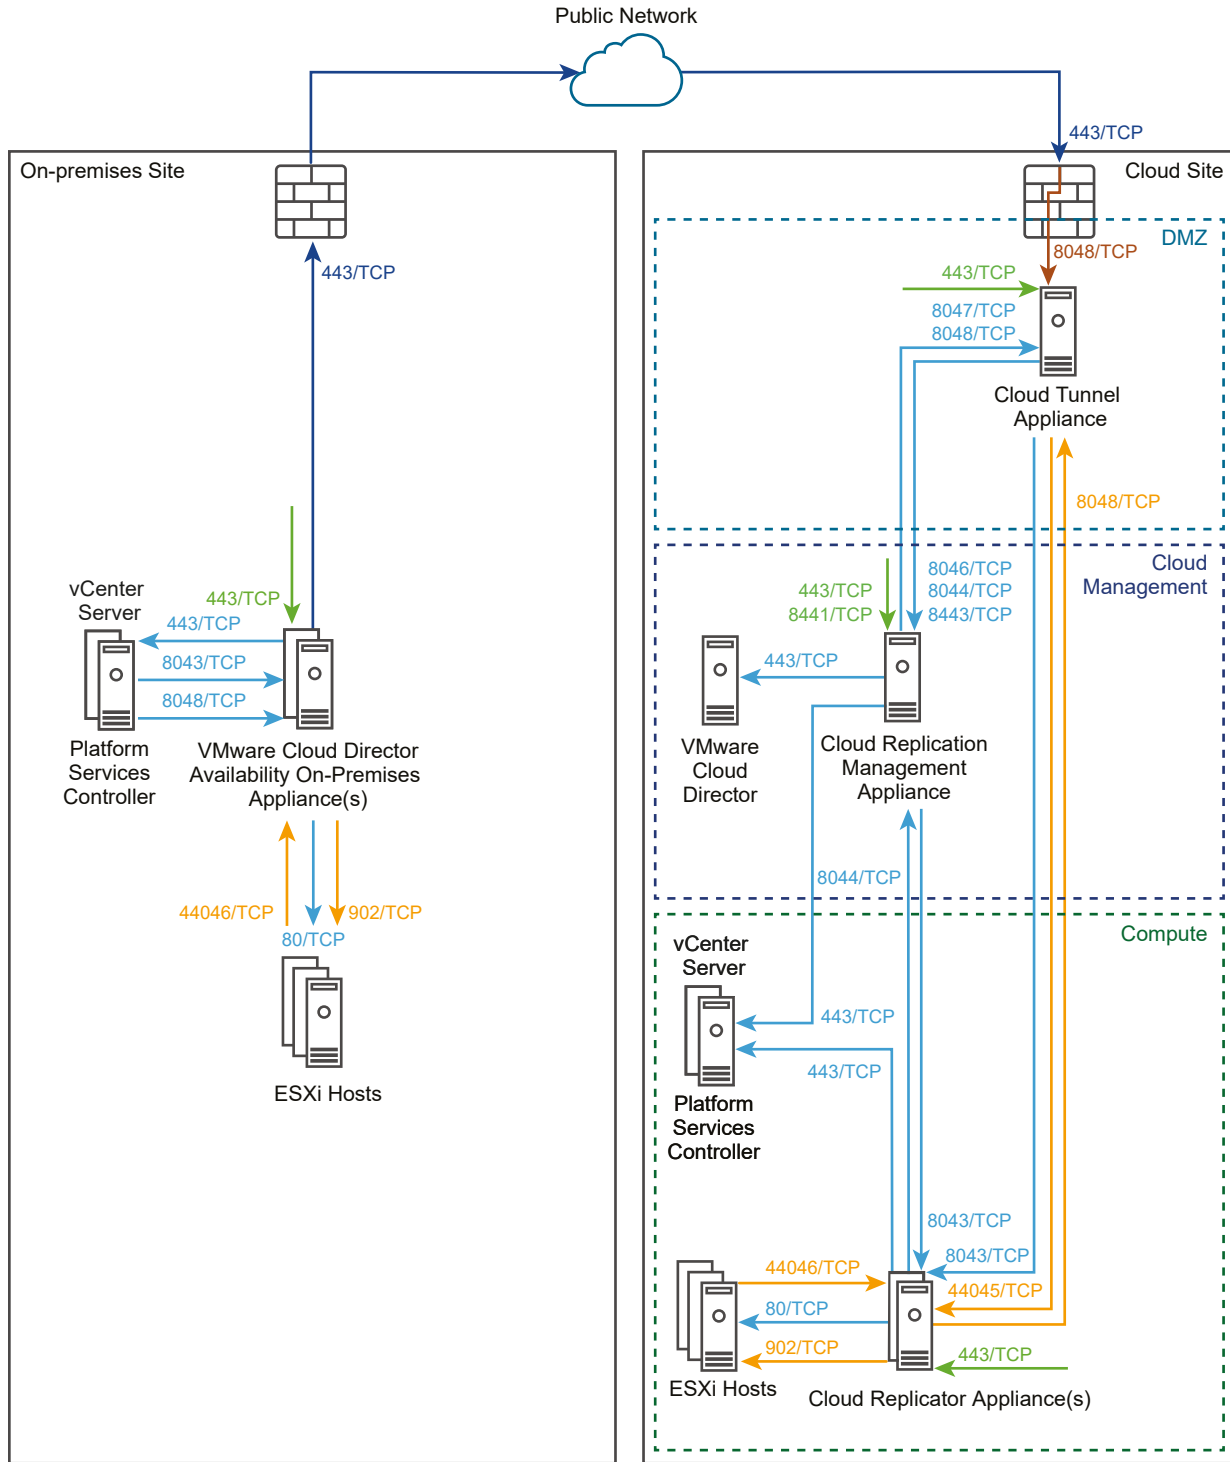 Public Network
443/TCP
On-premises Site
443/TCP
443/TCP
vCenter
Server
443/TCP
8043/TCP
8048/TCP
Platform
Services
Controller
VMware Cloud Director
Availability On-Premises
Appliance(s)
44046/TCP
902/TCP
80/TCP
ESXi Hosts
Cloud Site
DMZ
8048/TCP
443/TCP
8047/TCP
8048/TCP
Cloud Tunnel
Appliance
8048/TCP
Cloud
Management
8046/TCP
8044/TCP
8443/TCP
443/TCP
8441/TCP
443/TCP
VMware
Cloud
Director
Cloud Replication
Management
Appliance
8044/TCP
Compute
vCenter
Server
443/TCP
443/TCP
Platform
Services
Controller
8043/TCP
8043/TCP
44046/TCP
44045/TCP
80/TCP
902/TCP
443/TCP
ESXi Hosts
Cloud Replicator Appliance(s)